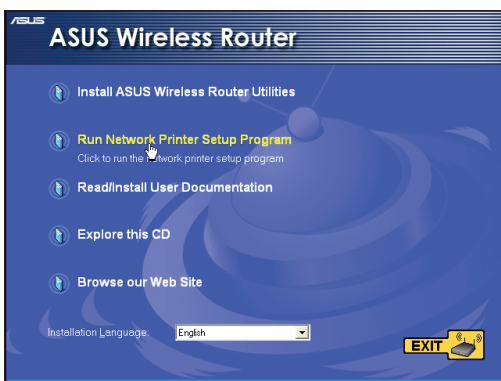 ASUS
ASUS Wireless Router
Install ASUS Wireless Router Utilities
Run Network Printer Setup Program
Click to run the network printer setup program
Read/Install User Documentation
Explore this CD
Browse our Web Site
Installation Language: English
EXIT